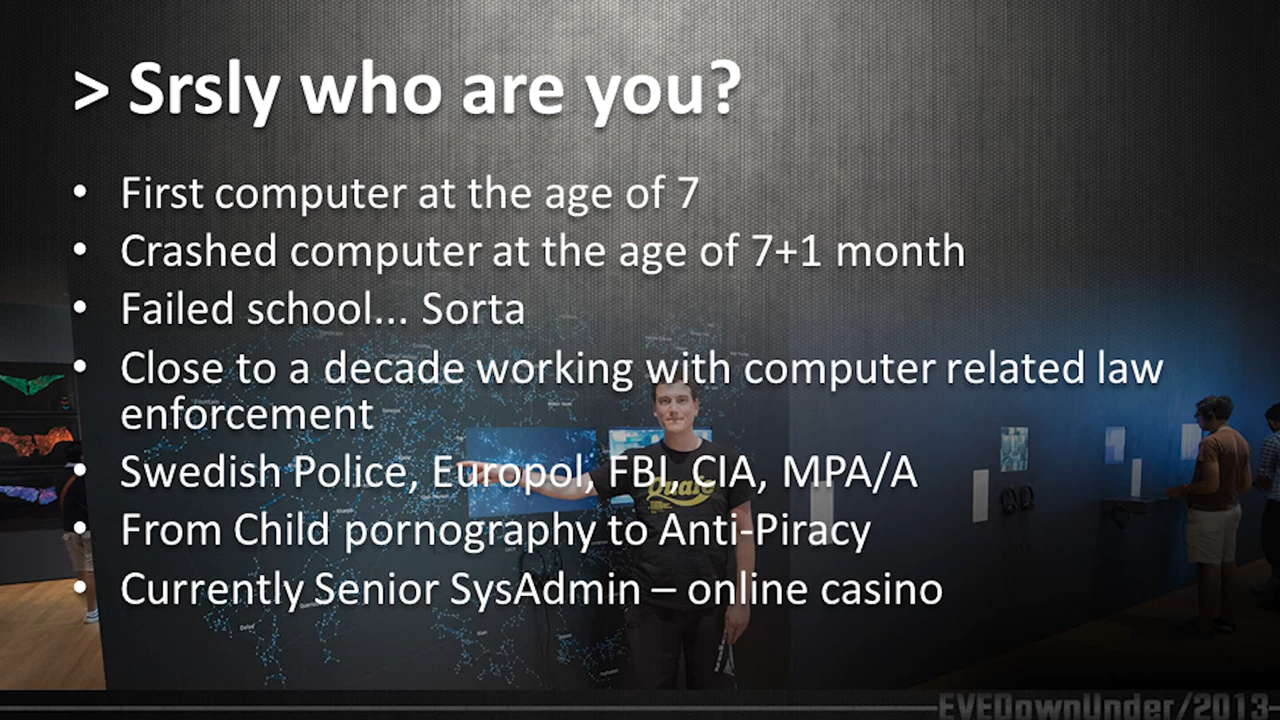 > Srsly who are you?
• First computer at the age of 7
• Crashed computer at the age of 7+1 month
• Failed school... Sorta
• Close to a decade working with computer related law
enforcement
• Swedish Police, Europol, FBI, CIA, MPA/A
• From Child pornography to Anti-Piracy
• Currently Senior SysAdmin – online casino
Quafe
EVEDownUnder/2013